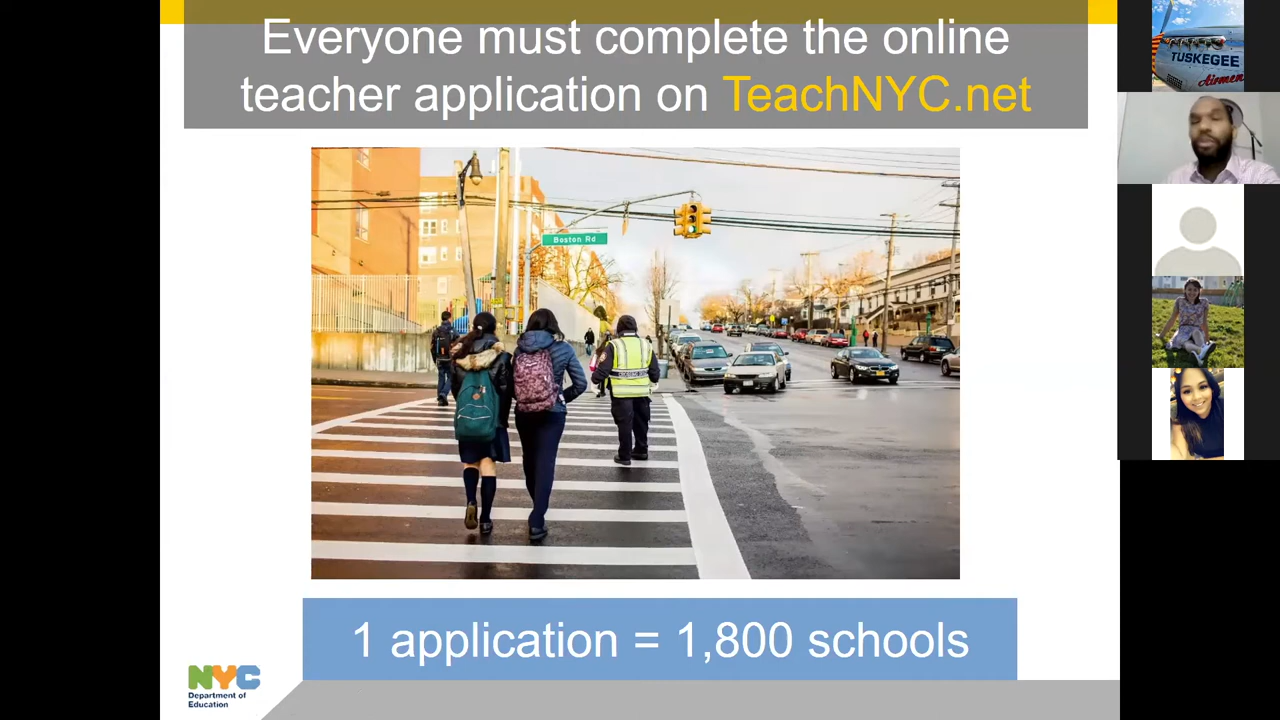 Everyone must complete the online
teacher application on TeachNYC.net
Boston Rd
1 application = 1,800 schools
NYC
Department of
Education
TUSKEGEE
Airmen